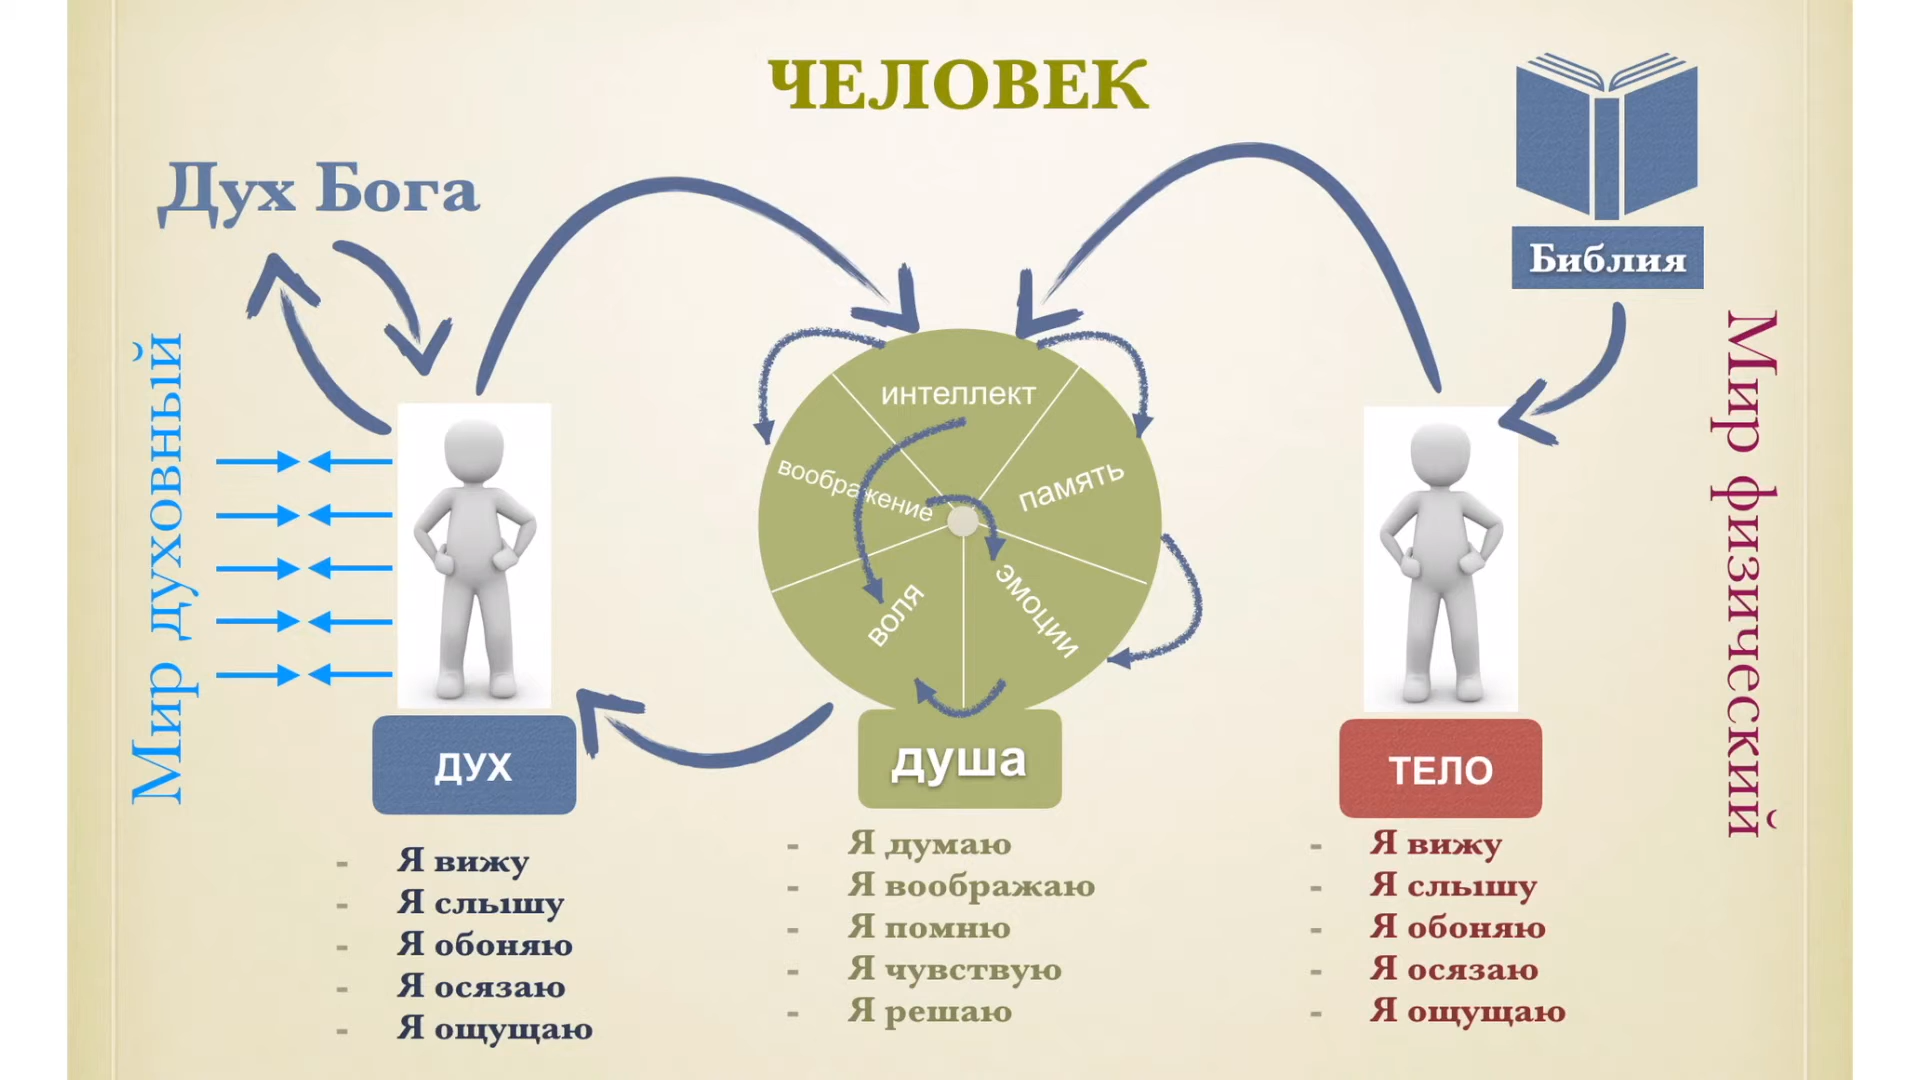 ЧЕЛОВЕК
Дух Бога
Библия
Мир духовный
Мир физический
интеллект
воображение
память
воля
эмоции
ДУХ
душа
ТЕЛО
- Я вижу
- Я слышу
- Я обоняю
- Я осязаю
- Я ощущаю
- Я думаю
- Я воображаю
- Я помню
- Я чувствую
- Я решаю
- Я вижу
- Я слышу
- Я обоняю
- Я осязаю
- Я ощущаю